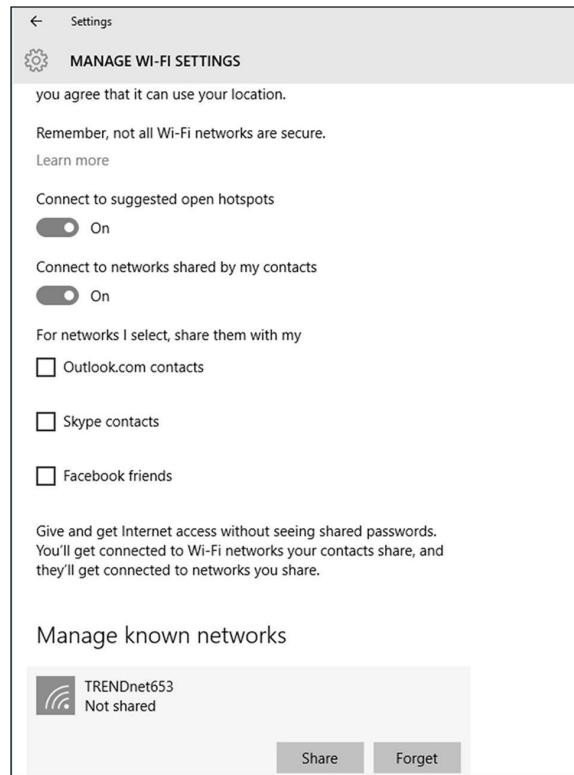 Settings
MANAGE WI-FI SETTINGS
you agree that it can use your location.
Remember, not all Wi-Fi networks are secure.
Learn more
Connect to suggested open hotspots
On
Connect to networks shared by my contacts
On
For networks I select, share them with my
Outlook.com contacts
Skype contacts
Facebook friends
Give and get Internet access without seeing shared passwords.
You'll get connected to Wi-Fi networks your contacts share, and
they'll get connected to networks you share.
Manage known networks
TRENDnet653
Not shared
Share Forget